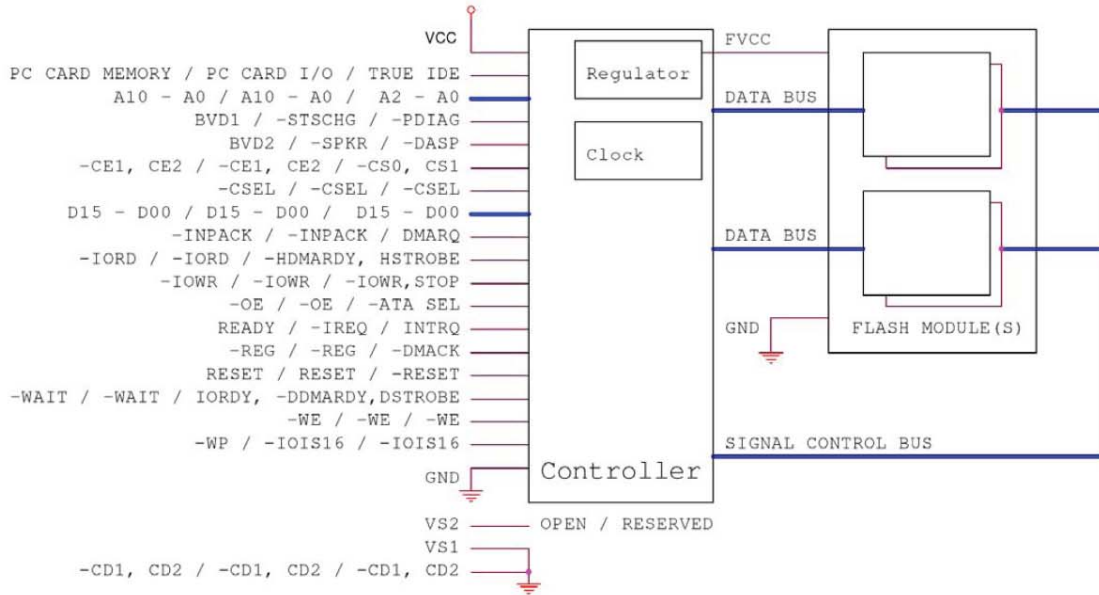 VCC
PC CARD MEMORY / PC CARD I/O / TRUE IDE
A10 - A0 / A10 - A0 / A2 - A0
BVD1 / -STSCHG / -PDIAG
BVD2 / -SPKR / -DASP
-CE1, CE2 / -CE1, CE2 / -CS0, CS1
-CSEL / -CSEL / -CSEL
D15 - D00 / D15 - D00 / D15 - D00
-INPACK / -INPACK / DMARQ
-IORD / -IORD / -HDMARDY, HSTROBE
-IOWR / -IOWR / -IOWR,STOP
-OE / -OE / -ATA SEL
READY / -IREQ / INTRQ
-REG / -REG / -DMACK
RESET / RESET / -RESET
-WAIT / -WAIT / IORDY, -DDMARDY,DSTROBE
-WE / -WE / -WE
-WP / -IOIS16 / -IOIS16
GND
VS2
OPEN / RESERVED
VS1
-CD1, CD2 / -CD1, CD2 / -CD1, CD2
Regulator
Clock
Controller
FVCC
DATA BUS
DATA BUS
GND
FLASH MODULE(S)
SIGNAL CONTROL BUS